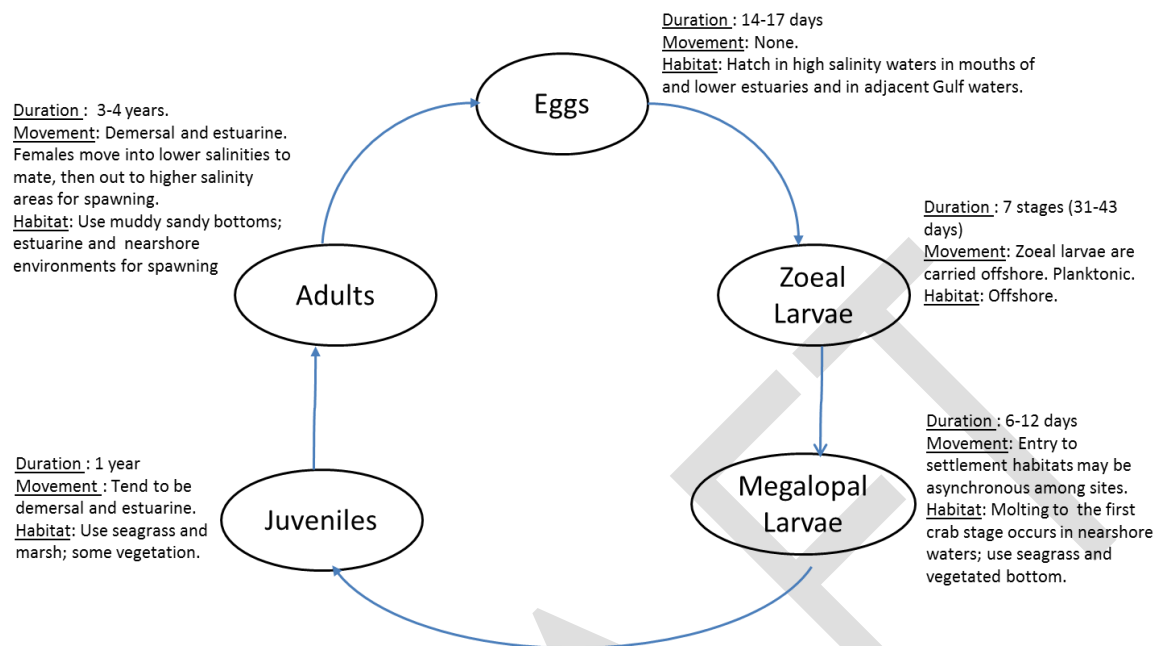 Duration : 14-17 days
Movement: None.
Habitat: Hatch in high salinity waters in mouths of
and lower estuaries and in adjacent Gulf waters.
Eggs
Duration :  3-4 years.
Movement: Demersal and estuarine.
Females move into lower salinities to
mate, then out to higher salinity
areas for spawning.
Habitat: Use muddy sandy bottoms;
estuarine and  nearshore
environments for spawning
Duration : 7 stages (31-43
days)
Movement: Zoeal larvae are
carried offshore. Planktonic.
Habitat: Offshore.
Adults
Zoeal
Larvae
Duration : 6-12 days
Movement: Entry to
settlement habitats may be
asynchronous among sites.
Habitat: Molting to  the first
crab stage occurs in nearshore
waters; use seagrass and
vegetated bottom.
Duration : 1 year
Movement : Tend to be
demersal and estuarine.
Habitat: Use seagrass and
marsh; some vegetation.
Juveniles
Megalopal
Larvae